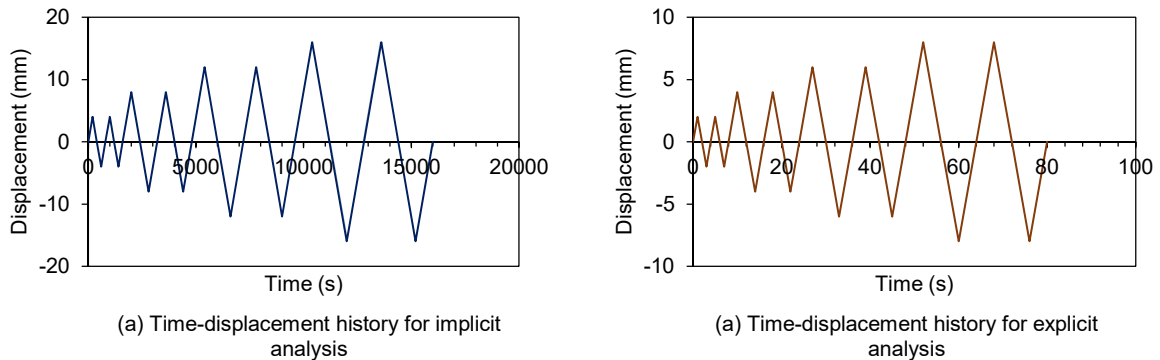 20
10
0
-10
-20
0
5000
10000
15000
20000
Displacement (mm)
Time (s)
(a) Time-displacement history for implicit
analysis
10
5
0
-5
-10
0
20
40
60
80
100
Displacement (mm)
Time (s)
(a) Time-displacement history for explicit
analysis